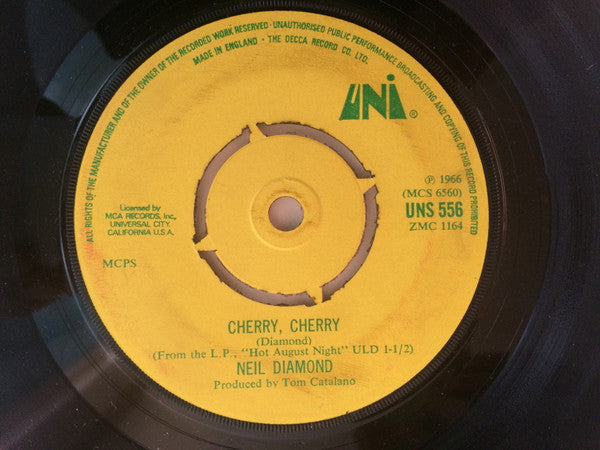 ALL RIGHTS OF THE MANUFACTURER AND OF THE OWNER OF THE RECORDED WORK RESERVED · UNAUTHORISED PUBLIC PERFORMANCE BROADCASTING AND COPYING OF THIS RECORD PROHIBITED
MADE IN ENGLAND · THE DECCA RECORD CO. LTD.
UNI®
Ⓟ 1966
(MCS 6560)
UNS 556
ZMC 1164
Licensed by
MCA RECORDS, Inc.,
UNIVERSAL CITY,
CALIFORNIA U.S.A.
MCPS
CHERRY, CHERRY
(Diamond)
(From the L.P., "Hot August Night" ULD 1-1/2)
NEIL DIAMOND
Produced by Tom Catalano